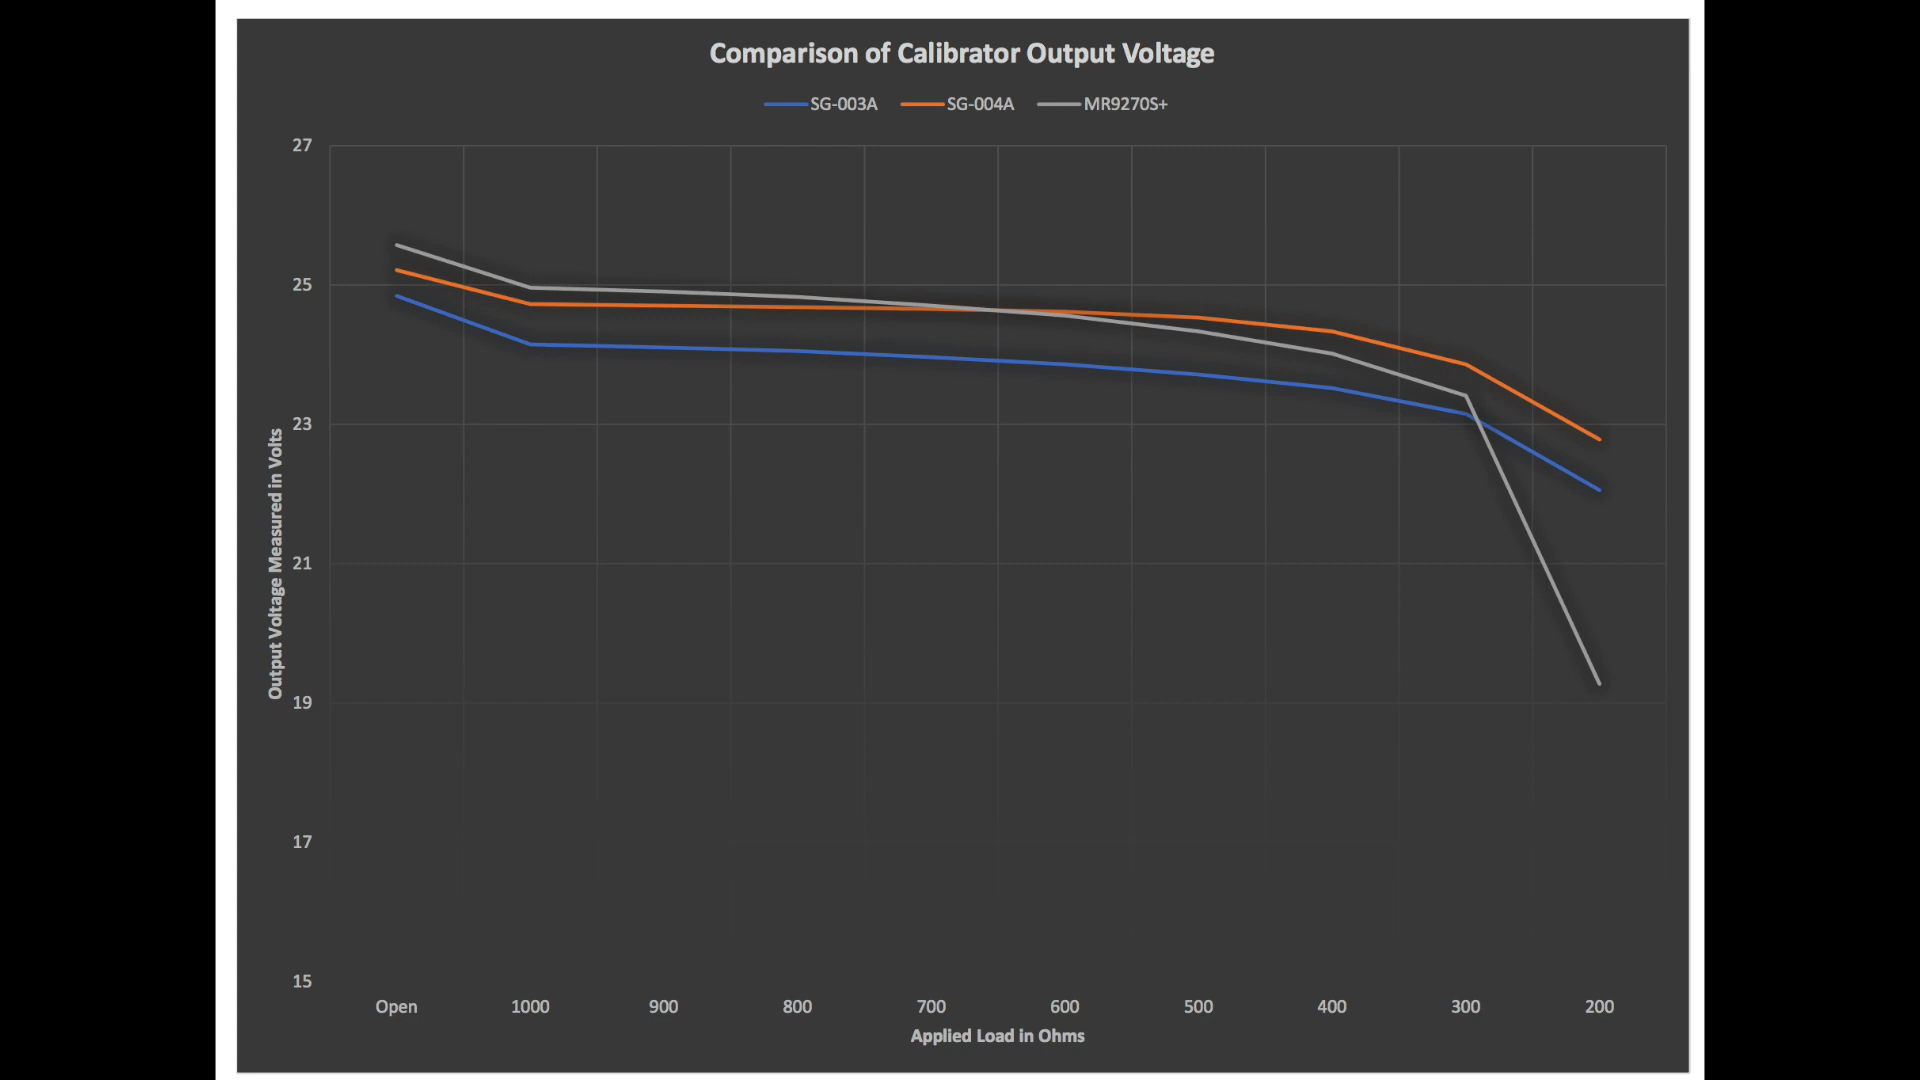 Comparison of Calibrator Output Voltage
SG-003A SG-004A MR9270S+
27
25
23
21
19
17
15
Output Voltage Measured in Volts
Open 1000 900 800 700 600 500 400 300 200
Applied Load in Ohms